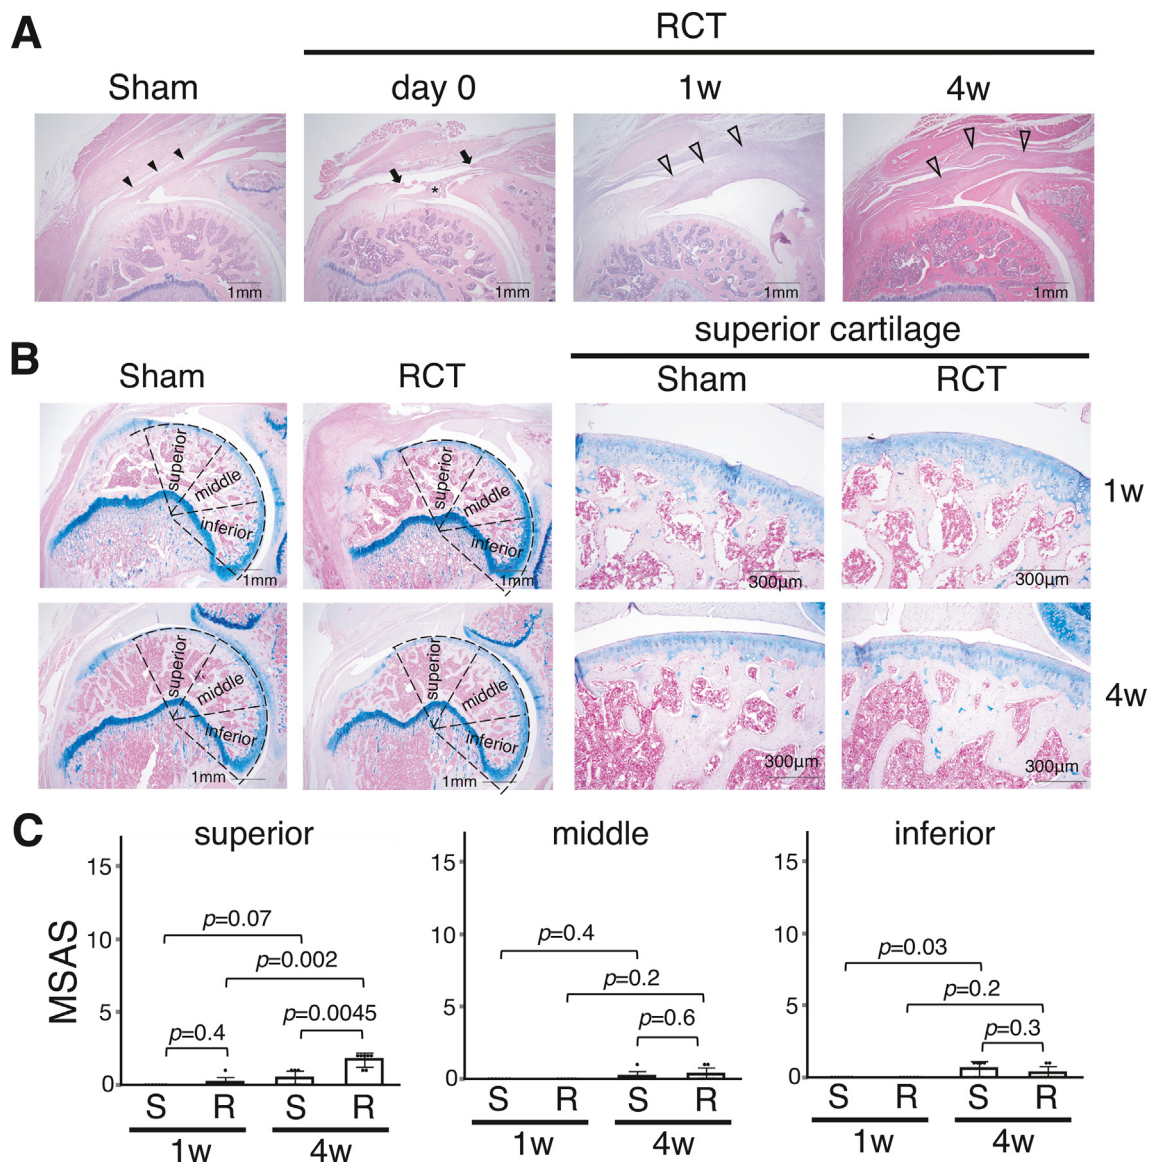 A
RCT
Sham
day 0
1w
4w
*
1mm
1mm
1mm
1mm
B
superior cartilage
Sham
RCT
Sham
RCT
superior
middle
inferior
1mm
superior
middle
inferior
1mm
300μm
300μm
1w
superior
middle
inferior
1mm
superior
middle
inferior
1mm
300μm
300μm
4w
C
superior
MSAS
15
10
5
0
p=0.07
p=0.002
p=0.4
p=0.0045
S
R
S
R
1w
4w
middle
15
10
5
0
p=0.4
p=0.2
p=0.6
S
R
S
R
1w
4w
inferior
15
10
5
0
p=0.03
p=0.2
p=0.3
S
R
S
R
1w
4w